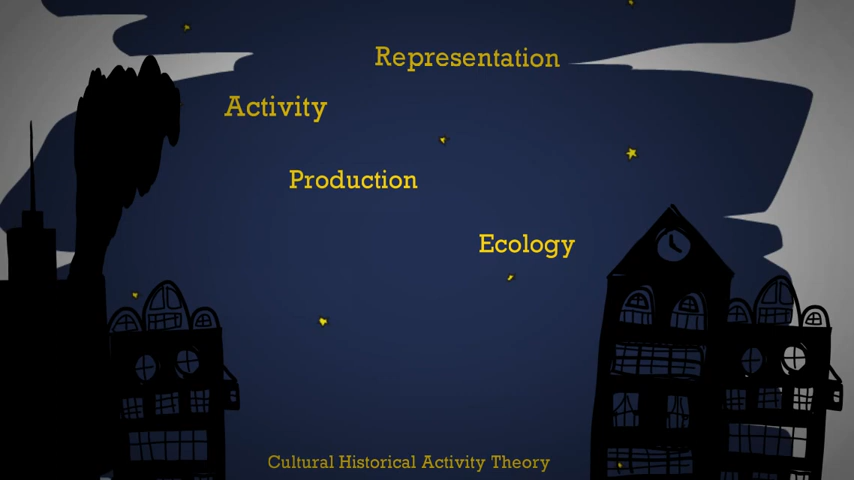 Representation
Activity
Production
Ecology
Cultural Historical Activity Theory